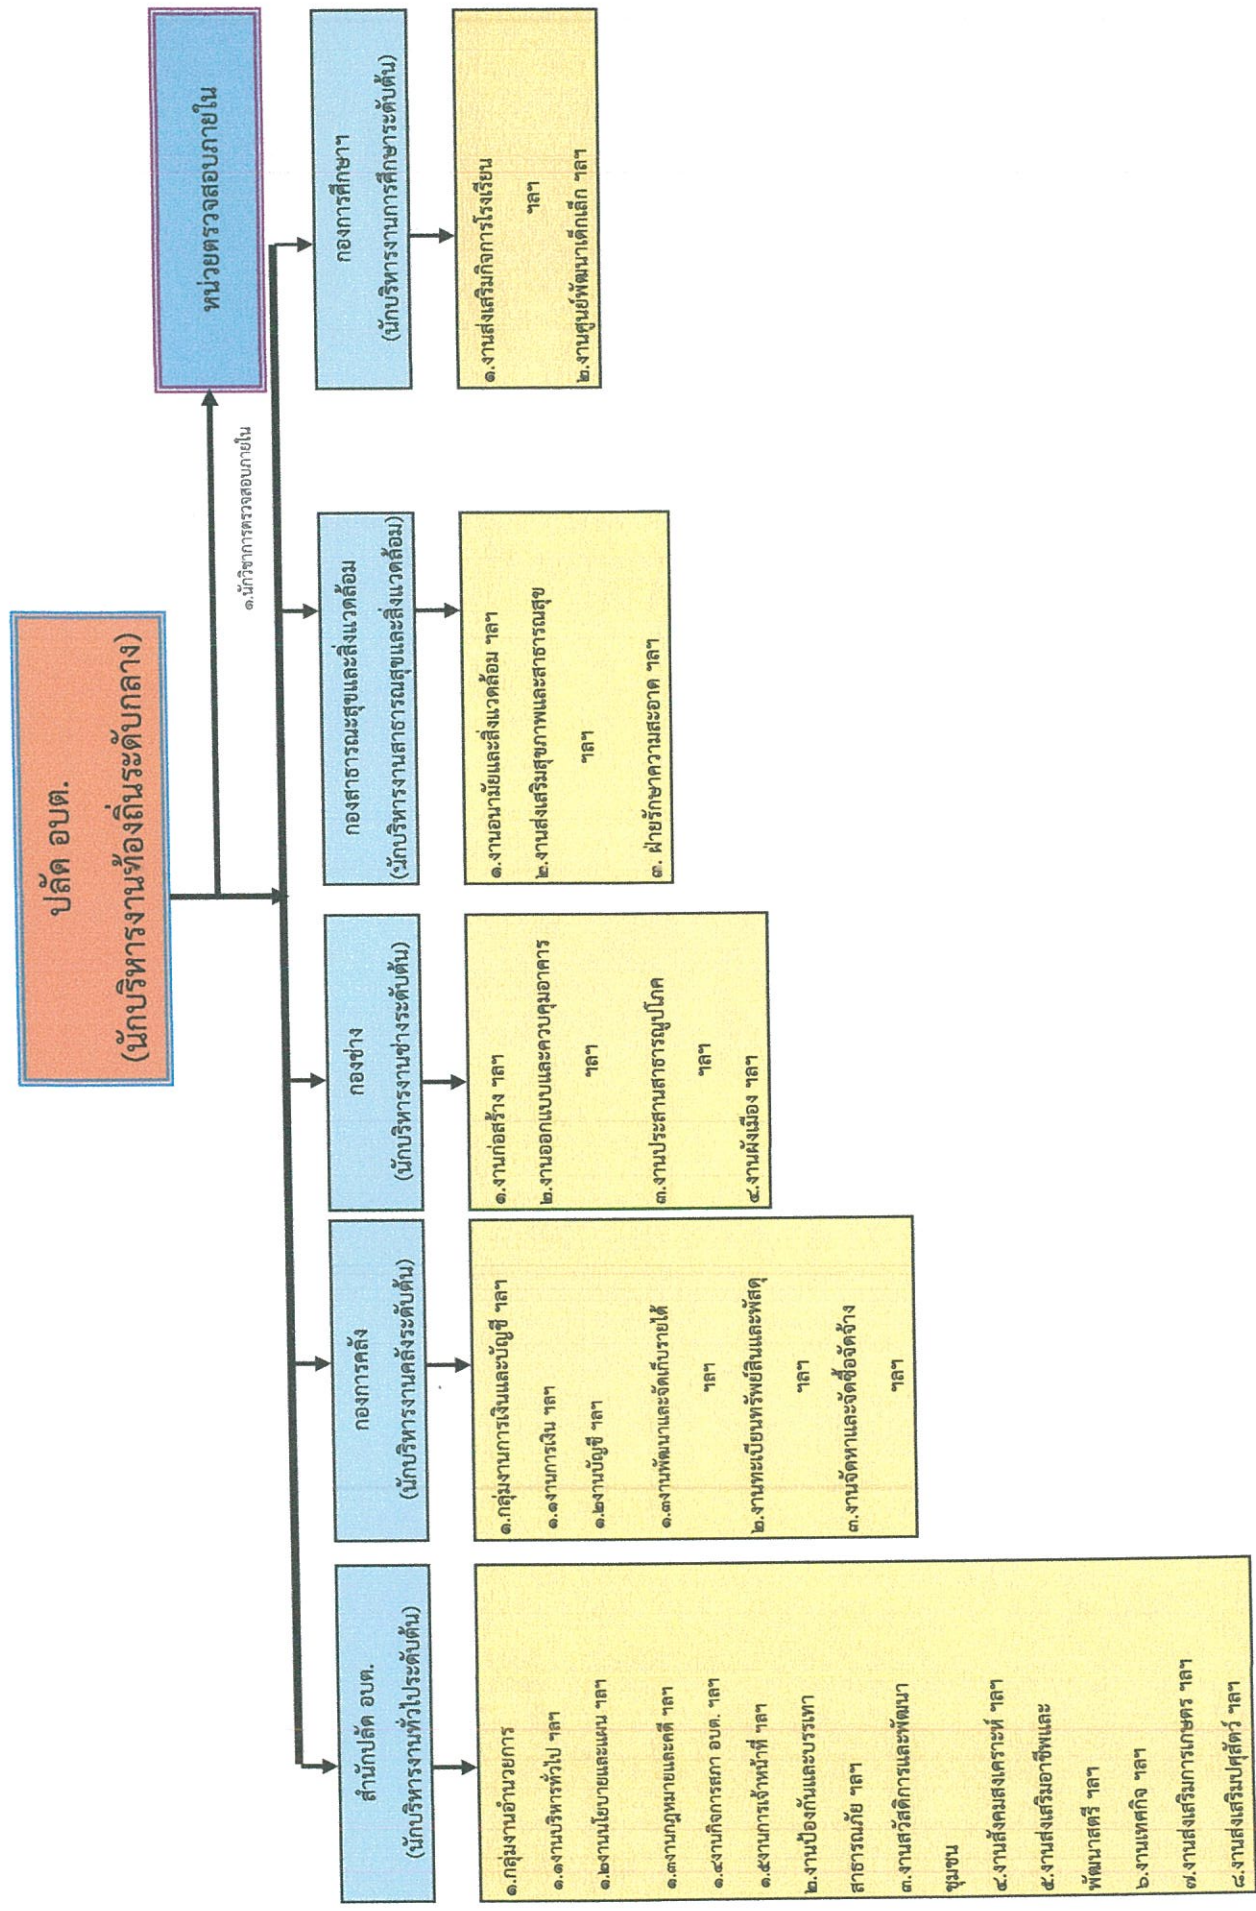 ปลัด อบต.
(นักบริหารงานท้องถิ่นระดับกลาง)
หน่วยตรวจสอบภายใน
๑.นักวิชาการตรวจสอบภายใน
สำนักปลัด อบต.
(นักบริหารงานทั่วไประดับต้น)
๑.กลุ่มงานอำนวยการ
๑.๑งานบริหารทั่วไป ฯลฯ
๑.๒งานนโยบายและแผน ฯลฯ
๑.๓งานกฎหมายและคดี ฯลฯ
๑.๔งานกิจการสภา อบต. ฯลฯ
๑.๕งานการเจ้าหน้าที่ ฯลฯ
๒.งานป้องกันและบรรเทา
สาธารณภัย ฯลฯ
๓.งานสวัสดิการและพัฒนา
ชุมชน
๔.งานสังคมสงเคราะห์ ฯลฯ
๕.งานส่งเสริมอาชีพและ
พัฒนาสตรี ฯลฯ
๖.งานเทศกิจ ฯลฯ
๗.งานส่งเสริมการเกษตร ฯลฯ
๘.งานส่งเสริมปศุสัตว์ ฯลฯ
กองการคลัง
(นักบริหารงานคลังระดับต้น)
๑.กลุ่มงานการเงินและบัญชี ฯลฯ
๑.๑งานการเงิน ฯลฯ
๑.๒งานบัญชี ฯลฯ
๑.๓งานพัฒนาและจัดเก็บรายได้
ฯลฯ
๒.งานทะเบียนทรัพย์สินและพัสดุ
ฯลฯ
๓.งานจัดหาและจัดซื้อจัดจ้าง
ฯลฯ
กองช่าง
(นักบริหารงานช่างระดับต้น)
๑.งานก่อสร้าง ฯลฯ
๒.งานออกแบบและควบคุมอาคาร
ฯลฯ
๓.งานประสานสาธารณูปโภค
ฯลฯ
๔.งานผังเมือง ฯลฯ
กองสาธารณะสุขและสิ่งแวดล้อม
(นักบริหารงานสาธารณสุขและสิ่งแวดล้อม)
๑.งานอนามัยและสิ่งแวดล้อม ฯลฯ
๒.งานส่งเสริมสุขภาพและสาธารณสุข
ฯลฯ
๓. ฝ่ายรักษาความสะอาด ฯลฯ
กองการศึกษาฯ
(นักบริหารงานการศึกษาระดับต้น)
๑.งานส่งเสริมกิจการโรงเรียน
ฯลฯ
๒.งานศูนย์พัฒนาเด็กเล็ก ฯลฯ